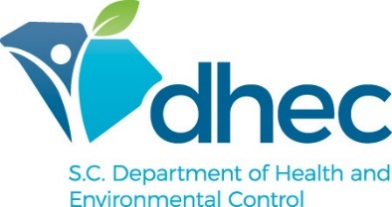 dhec
S.C. Department of Health and
Environmental Control